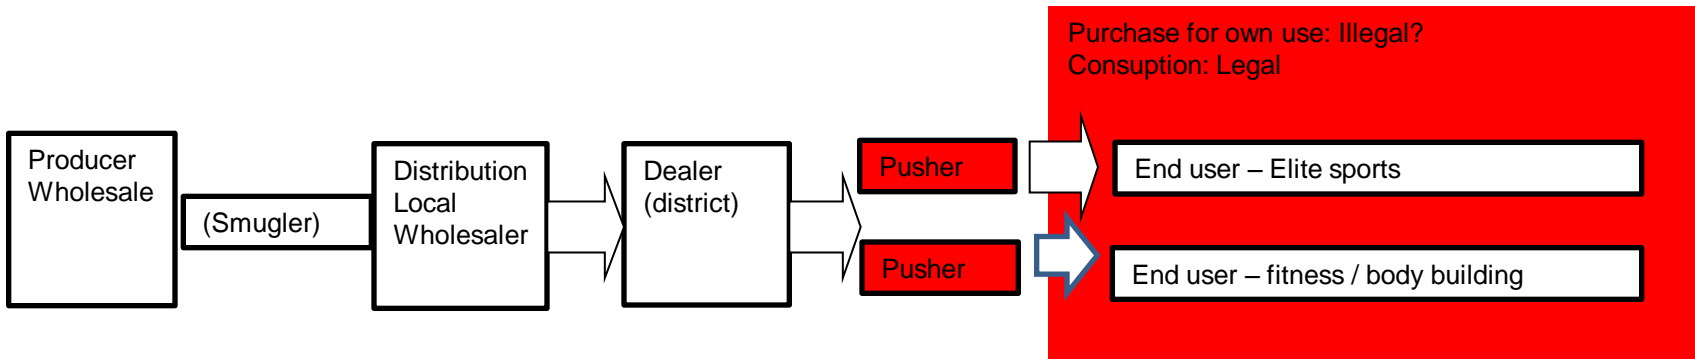 Purchase for own use: Illegal?
Consuption: Legal
Producer
Wholesale
(Smugler)
Distribution
Local
Wholesaler
Dealer
(district)
Pusher
Pusher
End user – Elite sports
End user – fitness / body building